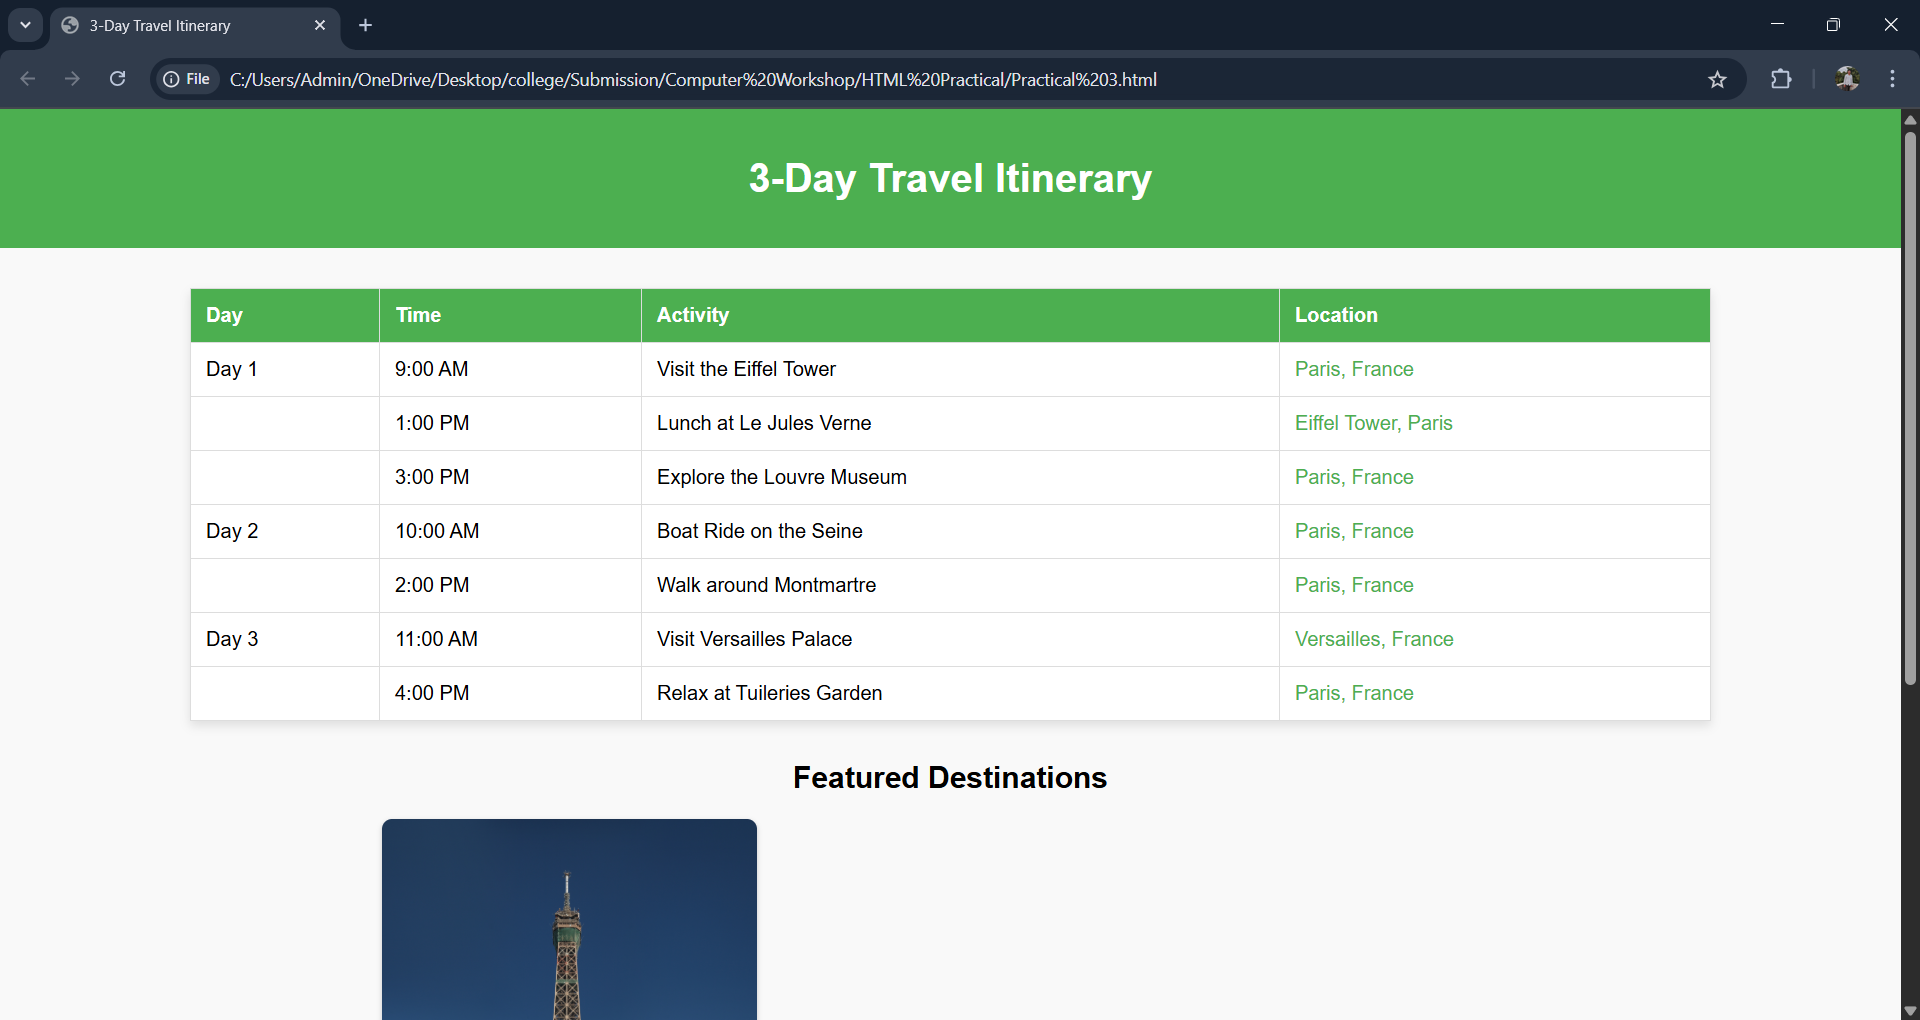 3-Day Travel Itinerary
File C:/Users/Admin/OneDrive/Desktop/college/Submission/Computer%20Workshop/HTML%20Practical/Practical%203.html
3-Day Travel Itinerary
Day Time Activity Location
Day 1 9:00 AM Visit the Eiffel Tower Paris, France
1:00 PM Lunch at Le Jules Verne Eiffel Tower, Paris
3:00 PM Explore the Louvre Museum Paris, France
Day 2 10:00 AM Boat Ride on the Seine Paris, France
2:00 PM Walk around Montmartre Paris, France
Day 3 11:00 AM Visit Versailles Palace Versailles, France
4:00 PM Relax at Tuileries Garden Paris, France
Featured Destinations